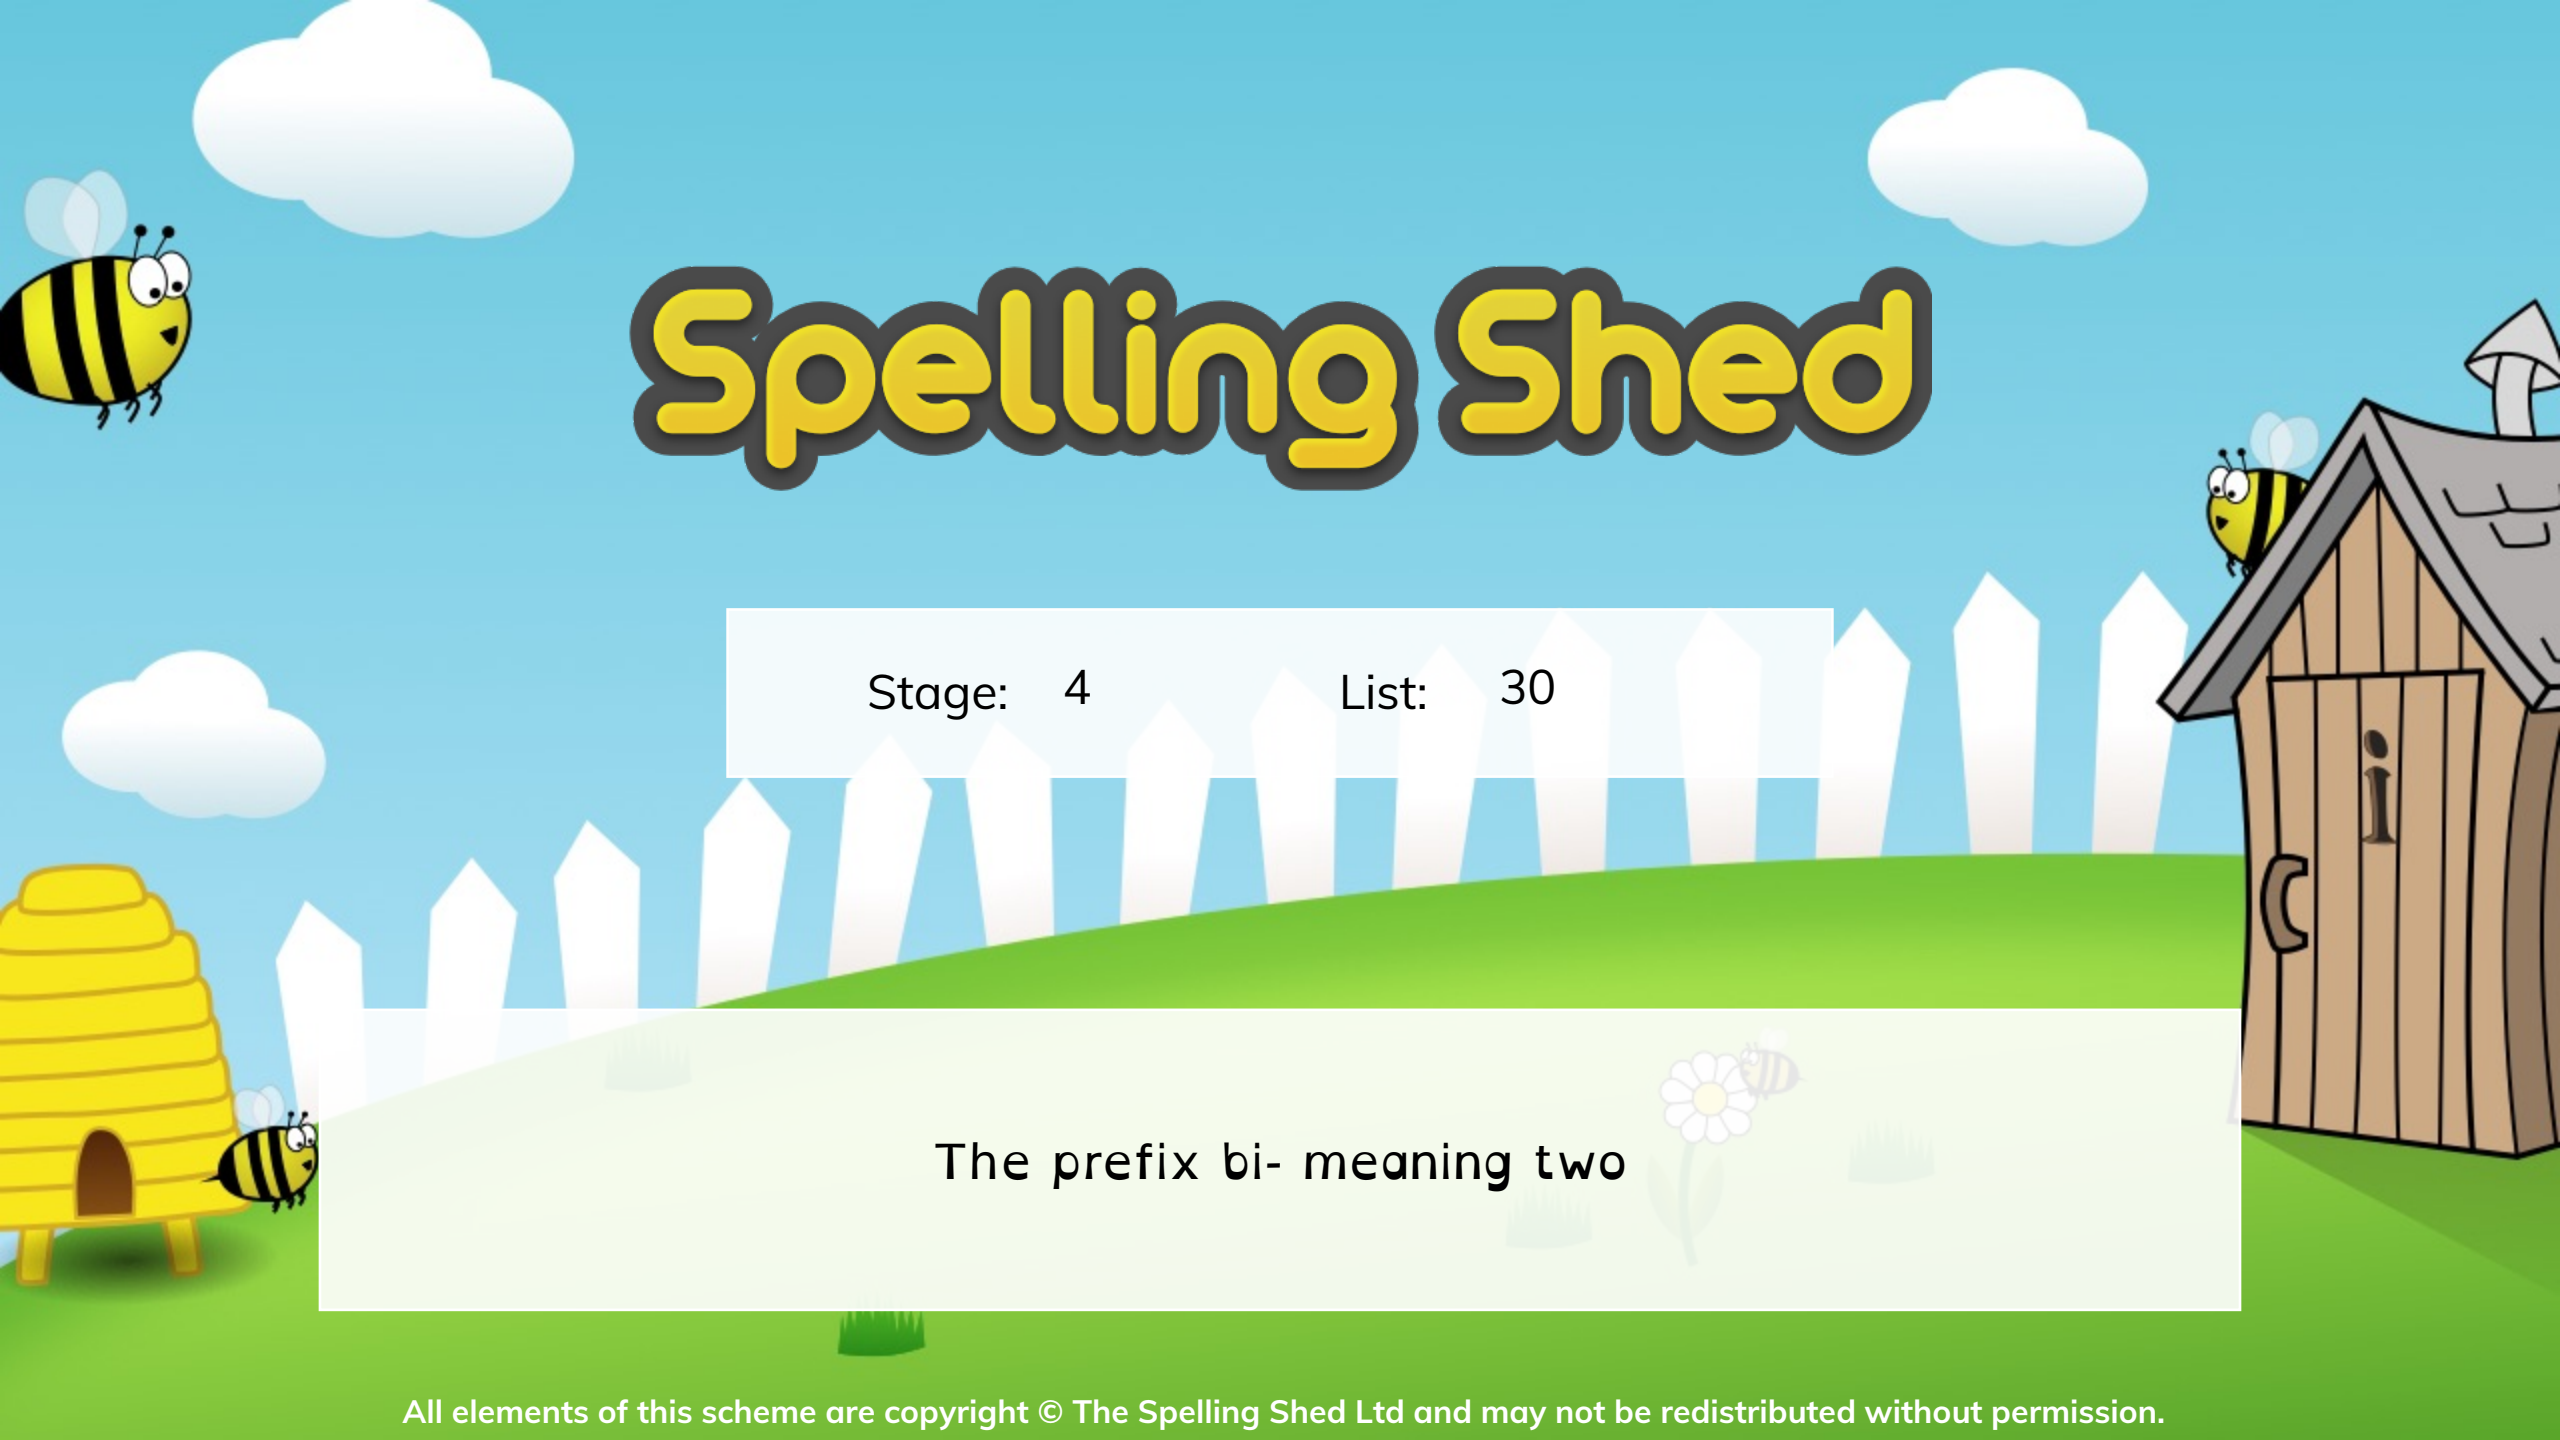 Spelling Shed
Stage: 4 List: 30
The prefix bi- meaning two
i
All elements of this scheme are copyright © The Spelling Shed Ltd and may not be redistributed without permission.